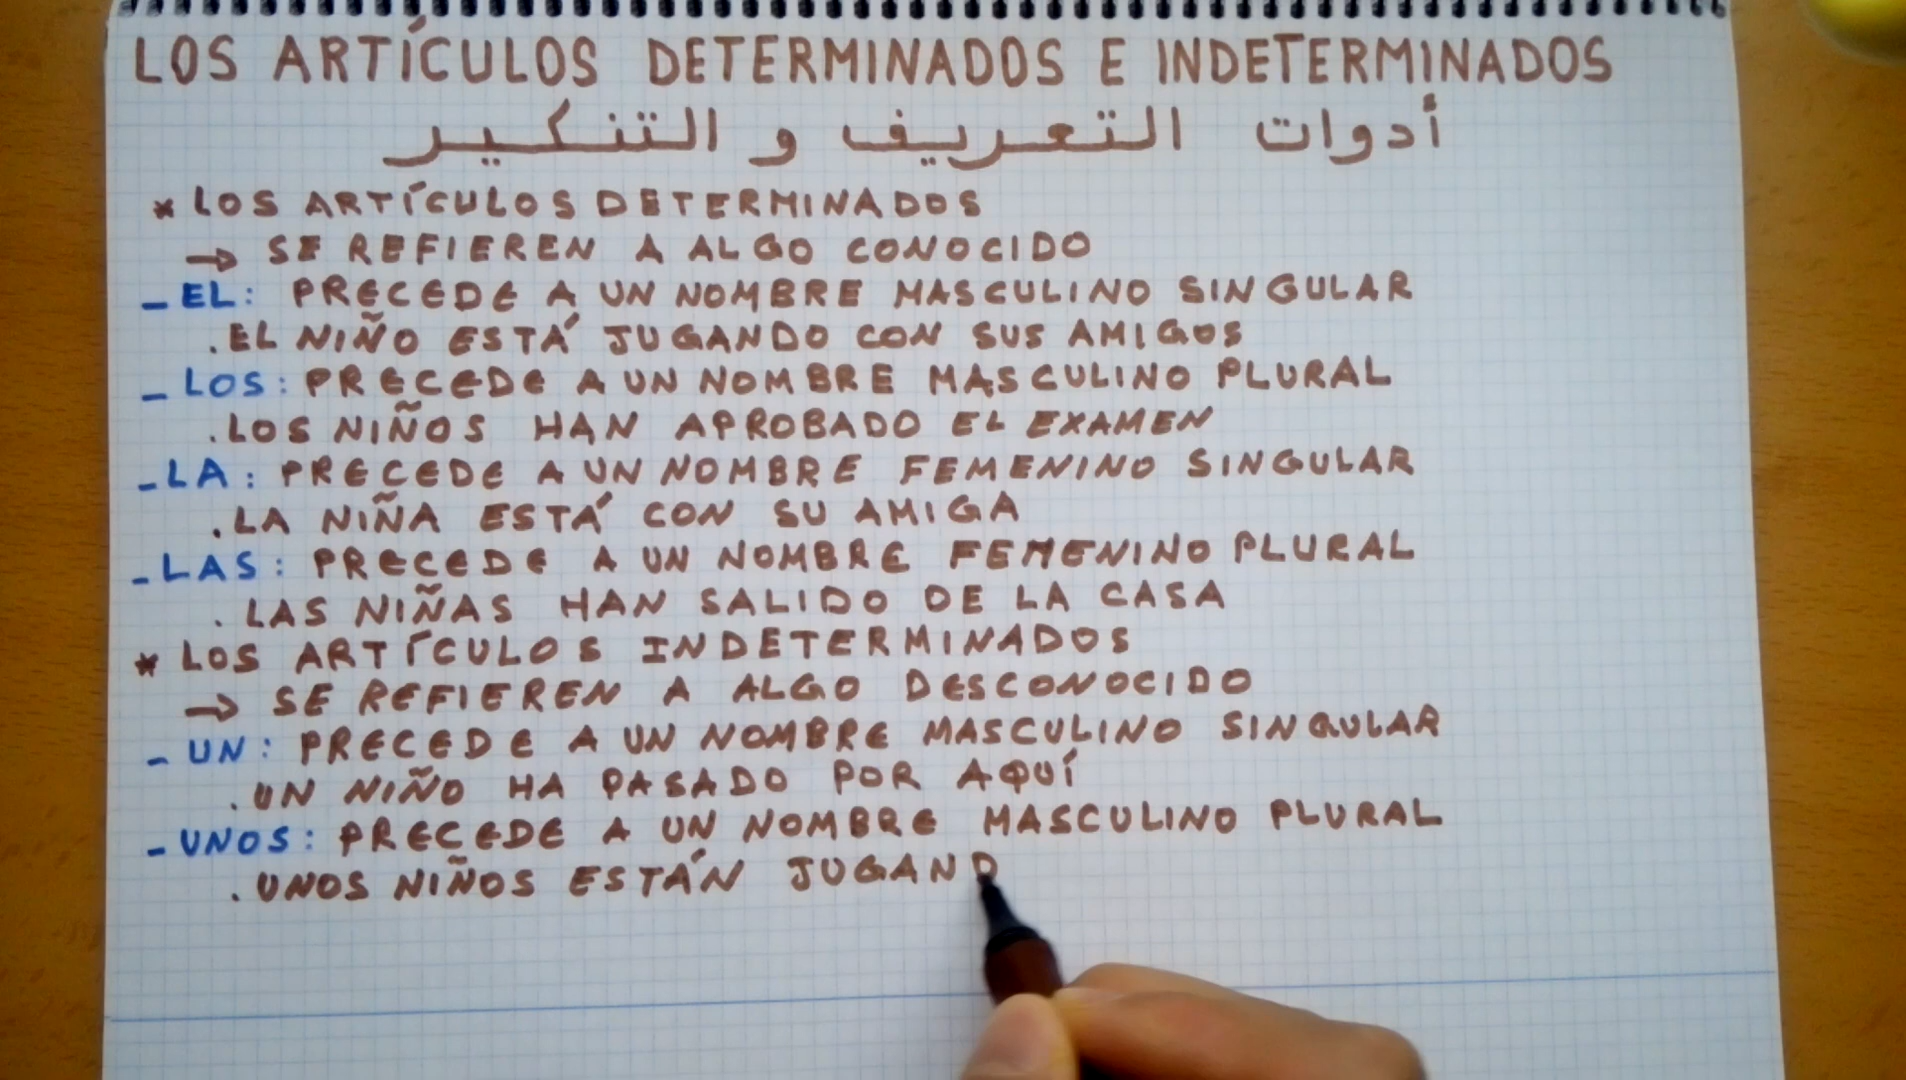 LOS ARTÍCULOS DETERMINADOS E INDETERMINADOS
أدوات التعريف و التنكير
* LOS ARTÍCULOS DETERMINADOS
→ SE REFIEREN A ALGO CONOCIDO
_ EL: PRECEDE A UN NOMBRE MASCULINO SINGULAR
. EL NIÑO ESTÁ JUGANDO CON SUS AMIGOS
_ LOS: PRECEDE A UN NOMBRE MASCULINO PLURAL
. LOS NIÑOS HAN APROBADO EL EXAMEN
_ LA: PRECEDE A UN NOMBRE FEMENINO SINGULAR
. LA NIÑA ESTÁ CON SU AMIGA
_ LAS: PRECEDE A UN NOMBRE FEMENINO PLURAL
. LAS NIÑAS HAN SALIDO DE LA CASA
* LOS ARTÍCULOS INDETERMINADOS
→ SE REFIEREN A ALGO DESCONOCIDO
_ UN: PRECEDE A UN NOMBRE MASCULINO SINGULAR
. UN NIÑO HA PASADO POR AQUÍ
_ UNOS: PRECEDE A UN NOMBRE MASCULINO PLURAL
. UNOS NIÑOS ESTÁN JUGAND